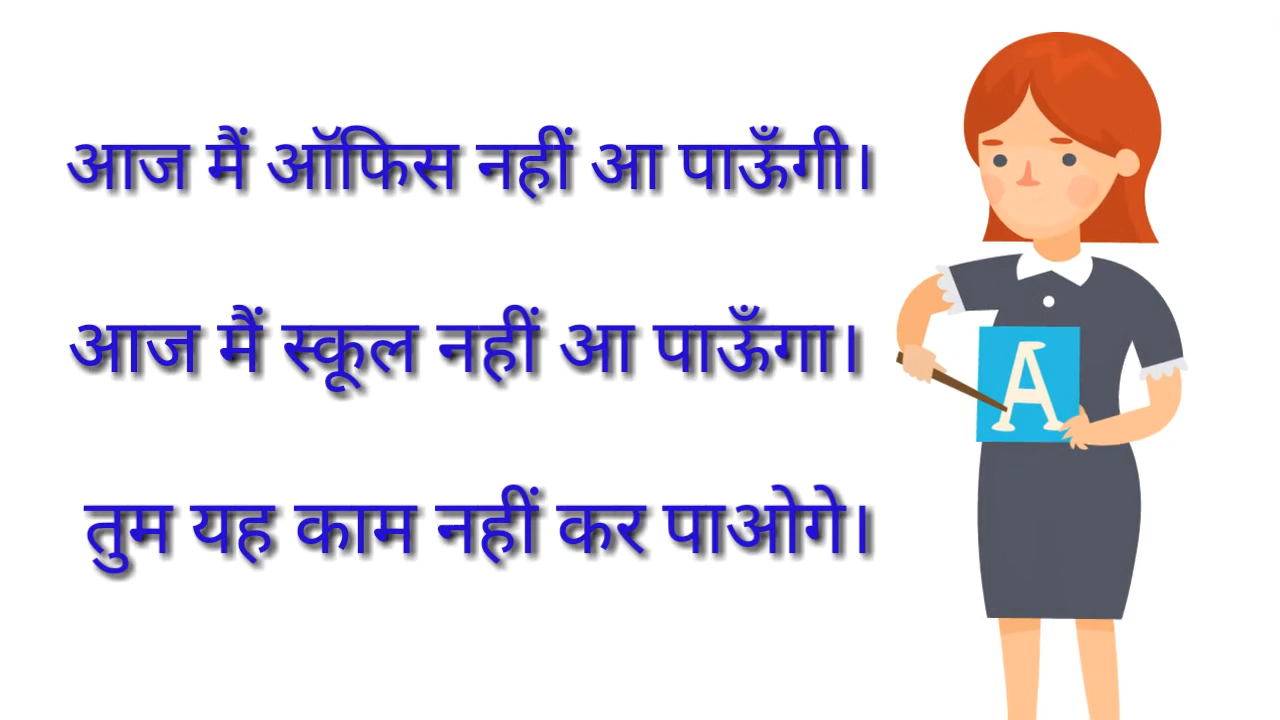 आज मैं ऑफिस नहीं आ पाऊँगी।
आज मैं स्कूल नहीं आ पाऊँगा।
तुम यह काम नहीं कर पाओगे।
A